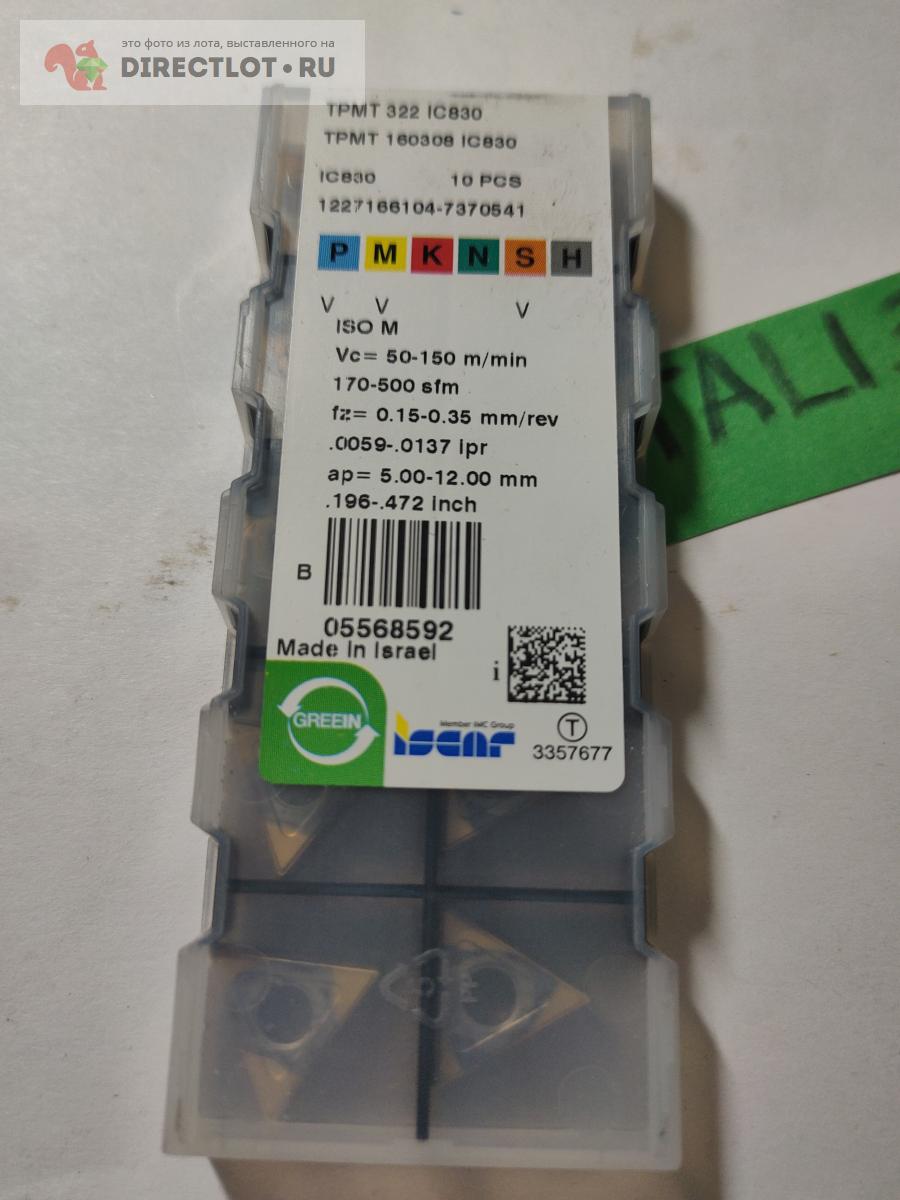 это фото из лота, выставленного на
DIRECTLOT.RU
TPMT 322 IC830
TPMT 160308 IC830
IC830 10 PCS
1227166104-7370541
P M K N S H
V V V
ISO M
Vc= 50-150 m/min
170-500 sfm
fz= 0.15-0.35 mm/rev
.0059-.0137 ipr
ap= 5.00-12.00 mm
.196-.472 inch
B
05568592
Made in Israel
i
GREEIN
Member IMC Group
iscar
T
3357677
TALI